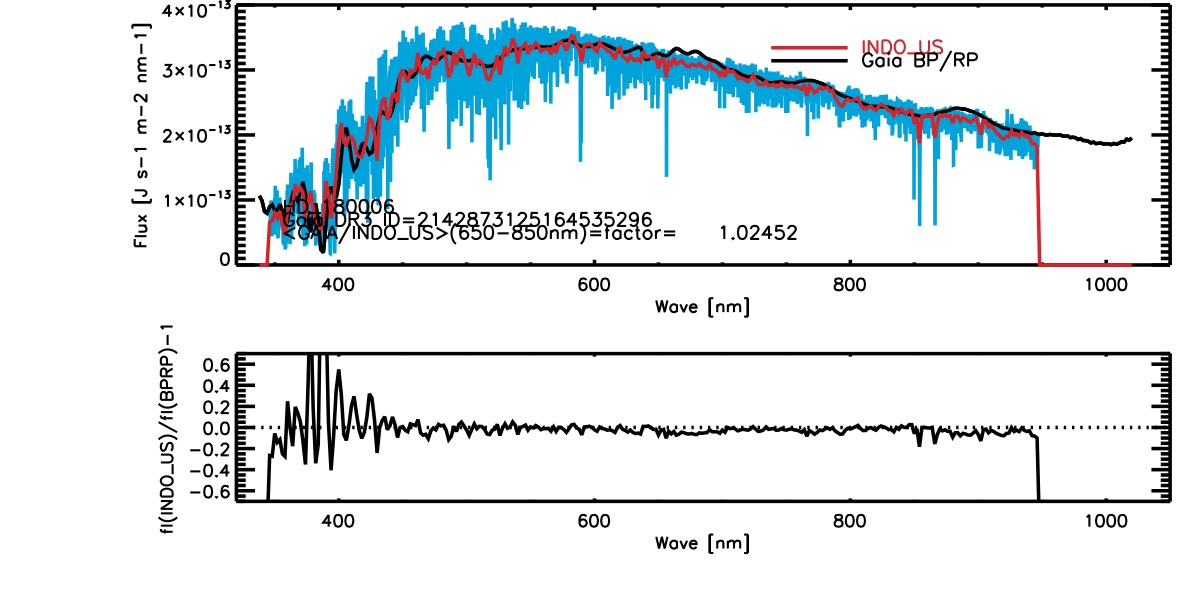 4×10−13
3×10−13
2×10−13
1×10−13
0
Flux [J s−1 m−2 nm−1]
INDO_US
Gaia BP/RP
HD 180006
Gaia DR3 ID=2142873125164535296
<GAIA/INDO_US>(650−850nm)=factor= 1.02452
400 600 800 1000
Wave [nm]
fl(INDO_US)/fl(BPRP)−1
0.6
0.4
0.2
0.0
−0.2
−0.4
−0.6
400 600 800 1000
Wave [nm]